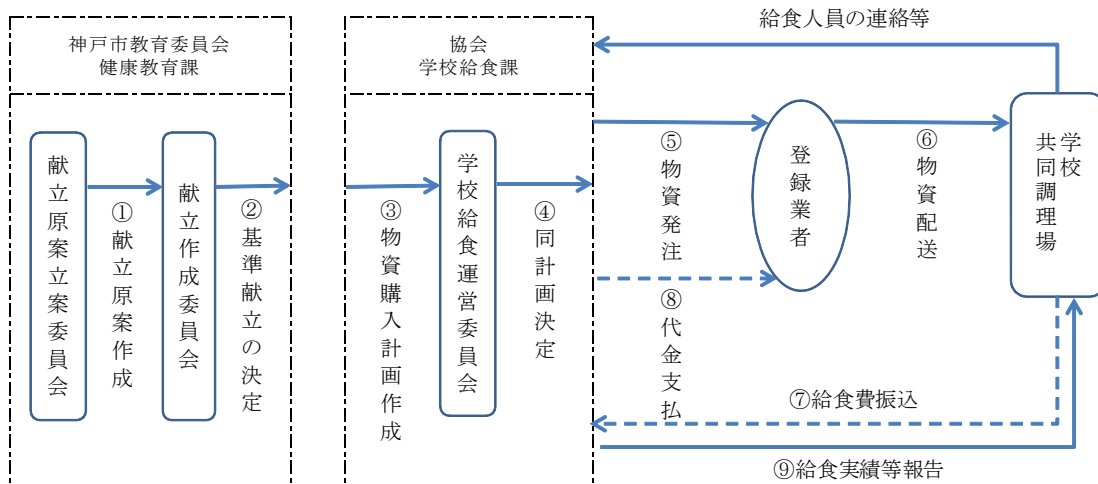 給食人員の連絡等
神戸市教育委員会
健康教育課
協会
学校給食課
献立原案立案委員会
①献立原案作成
献立作成委員会
②基準献立の決定
③物資購入計画作成
学校給食運営委員会
④同計画決定
⑤物資発注
登録業者
⑥物資配送
学校
共同調理場
⑧代金支払
⑦給食費振込
⑨給食実績等報告